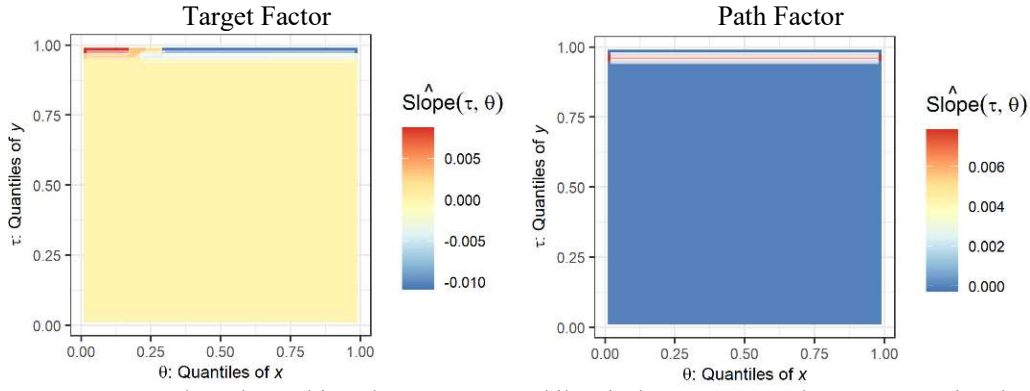 Target Factor
Path Factor
1.00
0.75
0.50
0.25
0.00
τ: Quantiles of y
0.00 0.25 0.50 0.75 1.00
θ: Quantiles of x
Slôpe(τ, θ)
0.005
0.000
-0.005
-0.010
1.00
0.75
0.50
0.25
0.00
τ: Quantiles of y
0.00 0.25 0.50 0.75 1.00
θ: Quantiles of x
Slôpe(τ, θ)
0.006
0.004
0.002
0.000